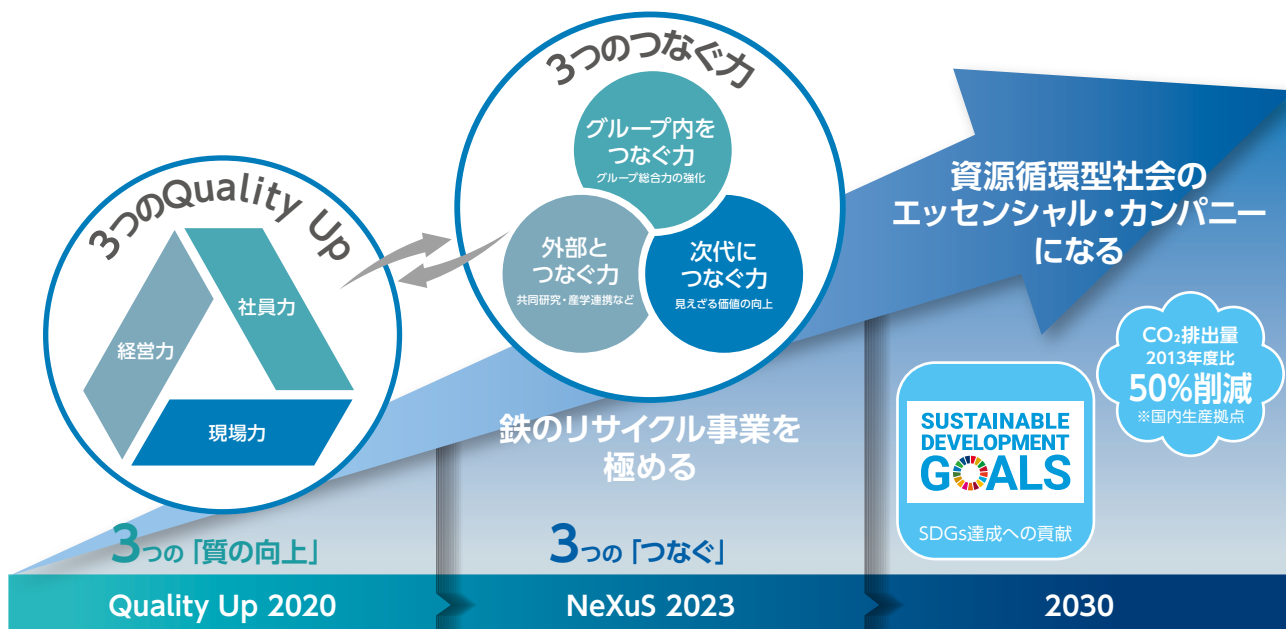 3つのQuality Up
経営力
社員力
現場力
3つの「質の向上」
Quality Up 2020
3つのつなぐ力
グループ内を
つなぐ力
グループ総合力の強化
外部と
つなぐ力
共同研究・産学連携など
次代に
つなぐ力
見えざる価値の向上
鉄のリサイクル事業を
極める
3つの「つなぐ」
NeXuS 2023
資源循環型社会の
エッセンシャル・カンパニー
になる
CO₂排出量
2013年度比
50%削減
※国内生産拠点
SUSTAINABLE
DEVELOPMENT
GOALS
SDGs達成への貢献
2030